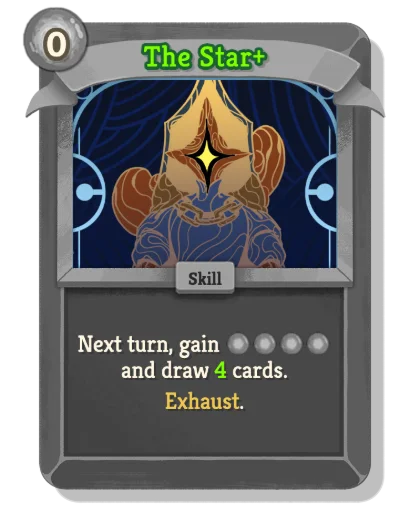 0
The Star+
Skill
Next turn, gain
and draw 4 cards.
Exhaust.